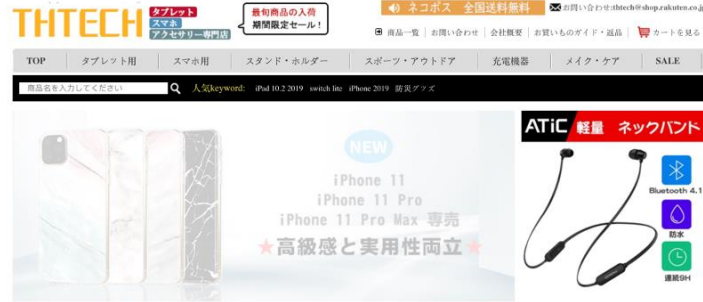 THTECH
タブレット
スマホ
アクセサリー専門店
最旬商品の入荷
期間限定セール!
ネコポス 全国送料無料
お問い合わせ:thtech@shop.rakuten.co.j
商品一覧 | お問い合わせ | 会社概要 | お買いものガイド・返品 | カートを見る
TOP タブレット用 スマホ用 スタンド・ホルダー スポーツ・アウトドア 充電機器 メイク・ケア SALE
商品名を入力してください 人気keyword: iPad 10.2 2019 switch lite iPhone 2019 防災グッズ
NEW
iPhone 11
iPhone 11 Pro
iPhone 11 Pro Max 専売
★高級感と実用性両立★
ATiC 軽量 ネックバンド
Bluetooth 4.1
防水
連続9H